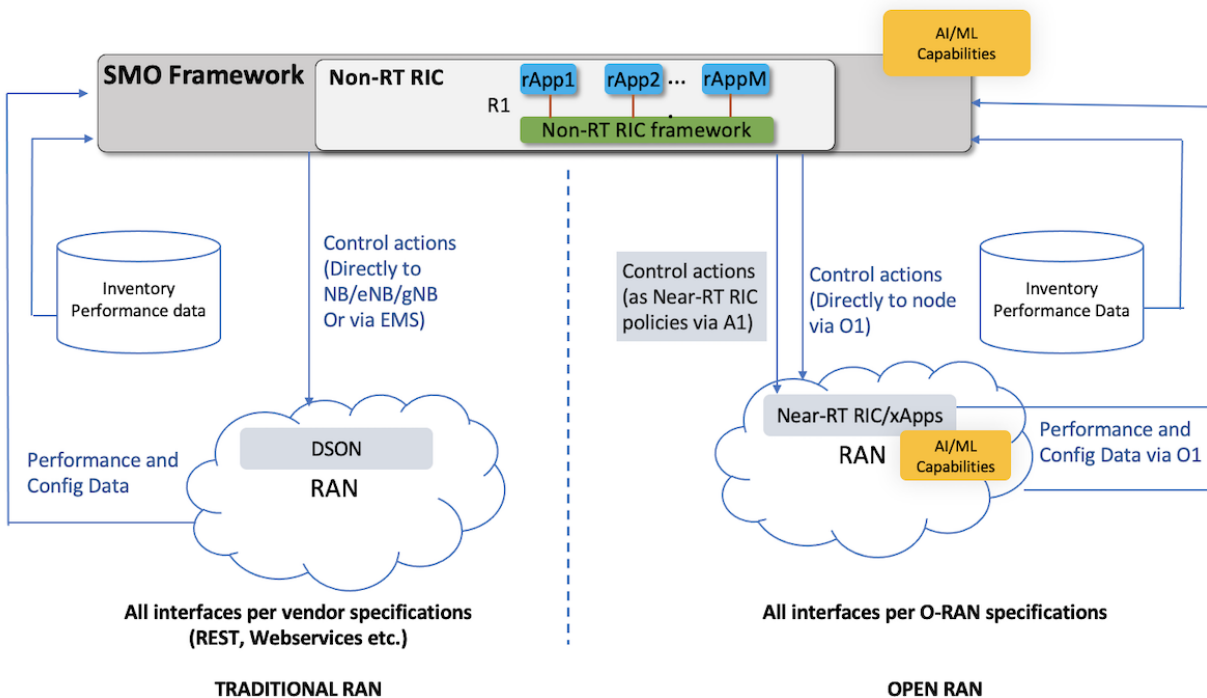 AI/ML
Capabilities
SMO Framework
Non-RT RIC
rApp1
rApp2
...
rAppM
R1
Non-RT RIC framework
Inventory
Performance data
Control actions
(Directly to
NB/eNB/gNB
Or via EMS)
Control actions
(as Near-RT RIC
policies via A1)
Control actions
(Directly to node
via O1)
Inventory
Performance Data
Performance and
Config Data
DSON
RAN
Near-RT RIC/xApps
RAN
AI/ML
Capabilities
Performance and
Config Data via O1
All interfaces per vendor specifications
(REST, Webservices etc.)
All interfaces per O-RAN specifications
TRADITIONAL RAN
OPEN RAN